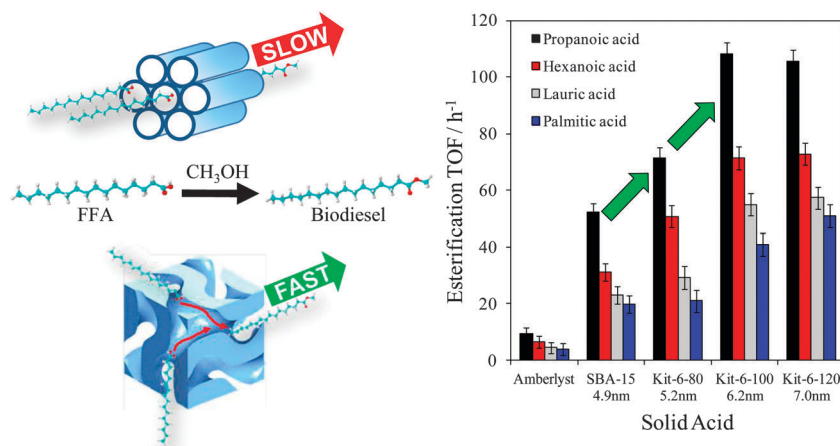 SLOW
CH₃OH
FFA
Biodiesel
FAST
Esterification TOF / h⁻¹
120
100
80
60
40
20
0
Propanoic acid
Hexanoic acid
Lauric acid
Palmitic acid
Amberlyst
SBA-15
4.9nm
Kit-6-80
5.2nm
Kit-6-100
6.2nm
Kit-6-120
7.0nm
Solid Acid